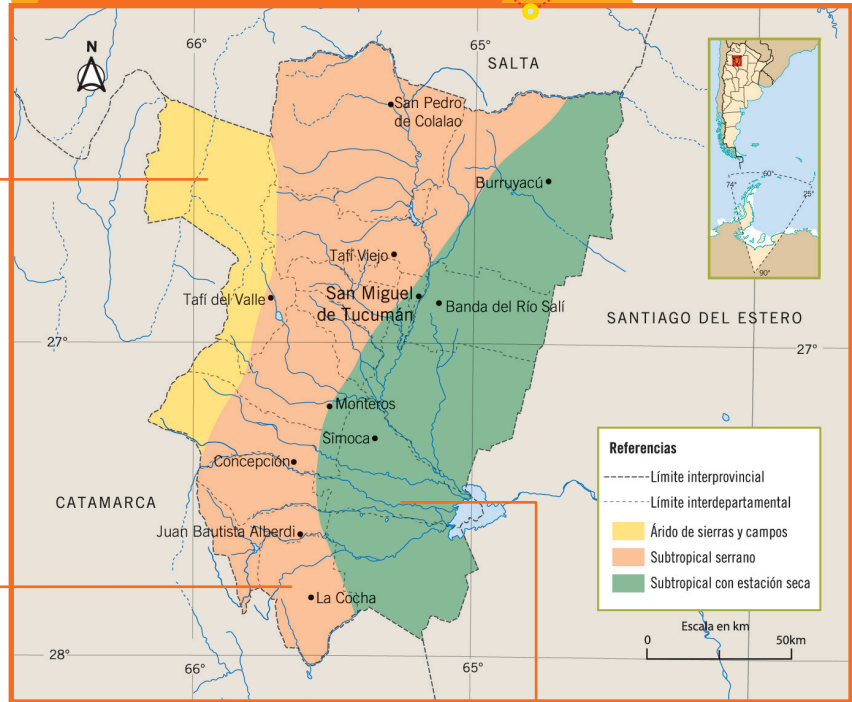 N
66°
65°
SALTA
San Pedro
de Colalao
Burruyacú
60°
74°
25°
90°
Tafí Viejo
Tafí del Valle
San Miguel
de Tucumán
Banda del Río Salí
SANTIAGO DEL ESTERO
27°
27°
Monteros
Simoca
Concepción
CATAMARCA
Juan Bautista Alberdi
La Cocha
28°
66°
65°
Referencias
Límite interprovincial
Límite interdepartamental
Árido de sierras y campos
Subtropical serrano
Subtropical con estación seca
Escala en km
0 50km